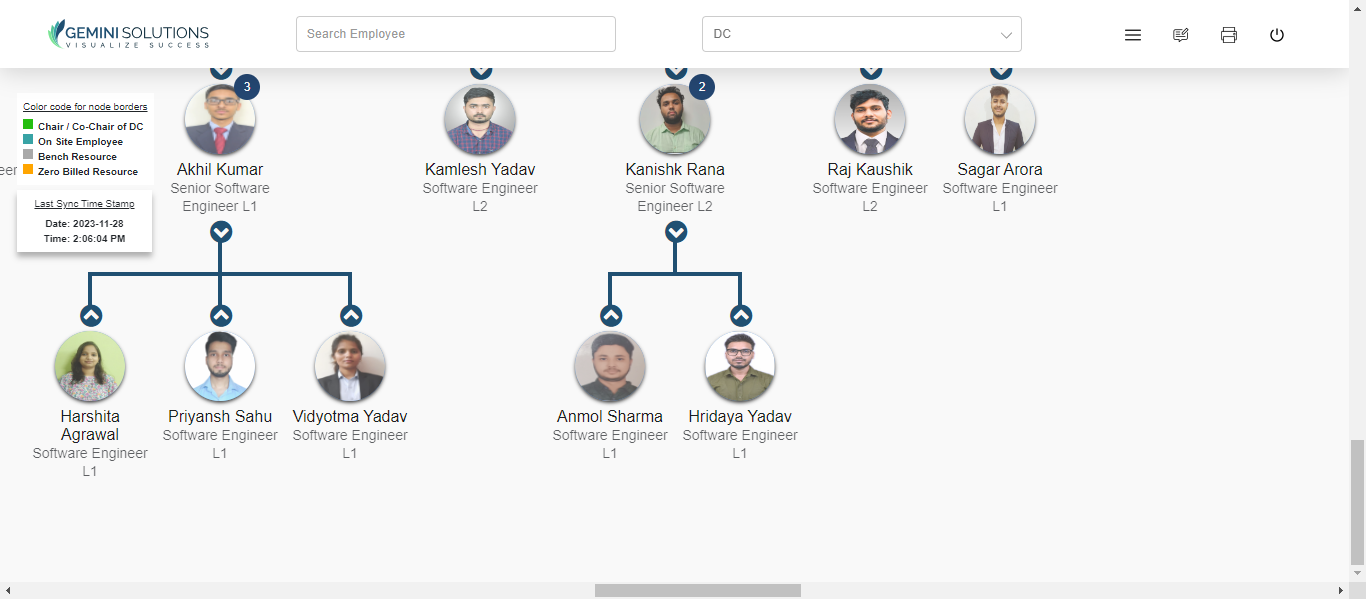 GEMINI SOLUTIONS
VISUALIZE SUCCESS
Search Employee
DC
Color code for node borders
Chair / Co-Chair of DC
On Site Employee
Bench Resource
Zero Billed Resource
Last Sync Time Stamp
Date: 2023-11-28
Time: 2:06:04 PM
eer
3
Akhil Kumar
Senior Software
Engineer L1
Kamlesh Yadav
Software Engineer
L2
2
Kanishk Rana
Senior Software
Engineer L2
Raj Kaushik
Software Engineer
L2
Sagar Arora
Software Engineer
L1
Harshita
Agrawal
Software Engineer
L1
Priyansh Sahu
Software Engineer
L1
Vidyotma Yadav
Software Engineer
L1
Anmol Sharma
Software Engineer
L1
Hridaya Yadav
Software Engineer
L1